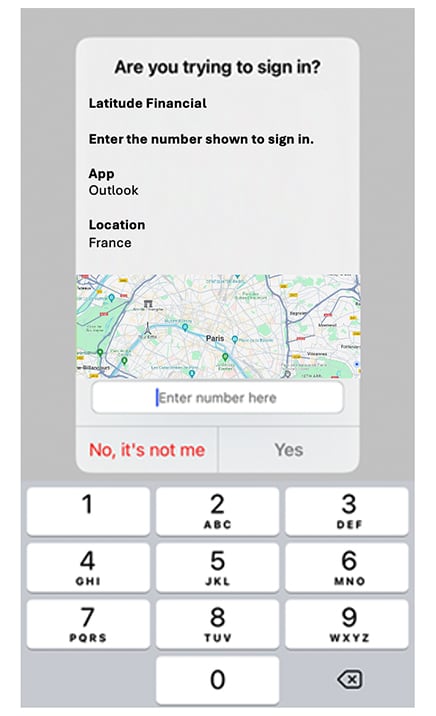 Are you trying to sign in?
Latitude Financial
Enter the number shown to sign in.
App
Outlook
Location
France
Paris
Enter number here
No, it's not me
Yes
1
2
ABC
3
DEF
4
GHI
5
JKL
6
MNO
7
PQRS
8
TUV
9
WXYZ
0